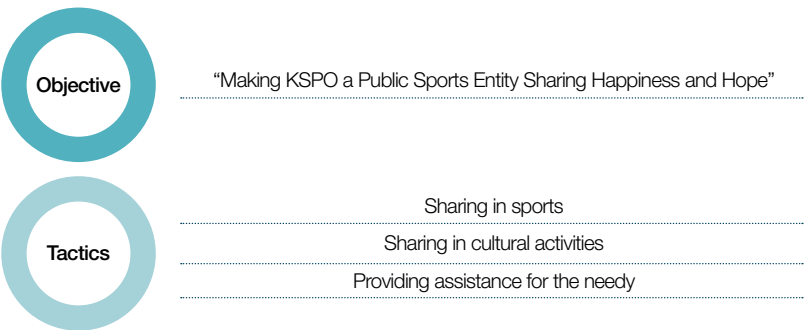 Objective
“Making KSPO a Public Sports Entity Sharing Happiness and Hope”
Tactics
Sharing in sports
Sharing in cultural activities
Providing assistance for the needy